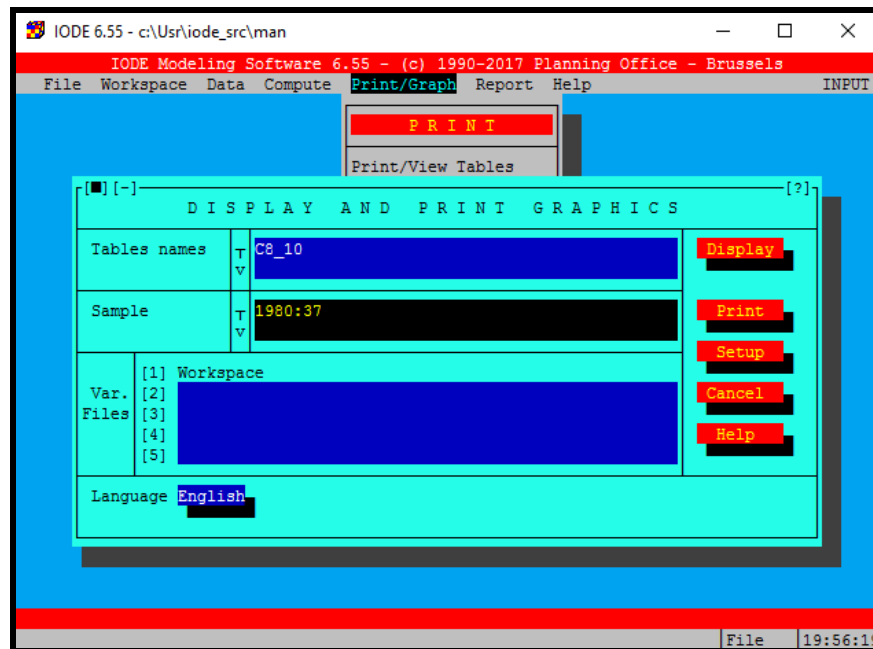 IODE 6.55 - c:\Usr\iode_src\man
IODE Modeling Software 6.55 - (c) 1990-2017 Planning Office - Brussels
File Workspace Data Compute Print/Graph Report Help INPUT
P R I N T
Print/View Tables
[■][-] [?]
D I S P L A Y A N D P R I N T G R A P H I C S
Tables names C8_10 Display
Sample 1980:37 Print
Setup
[1] Workspace
Var. [2] Cancel
Files [3]
[4] Help
[5]
Language English
File 19:56:1